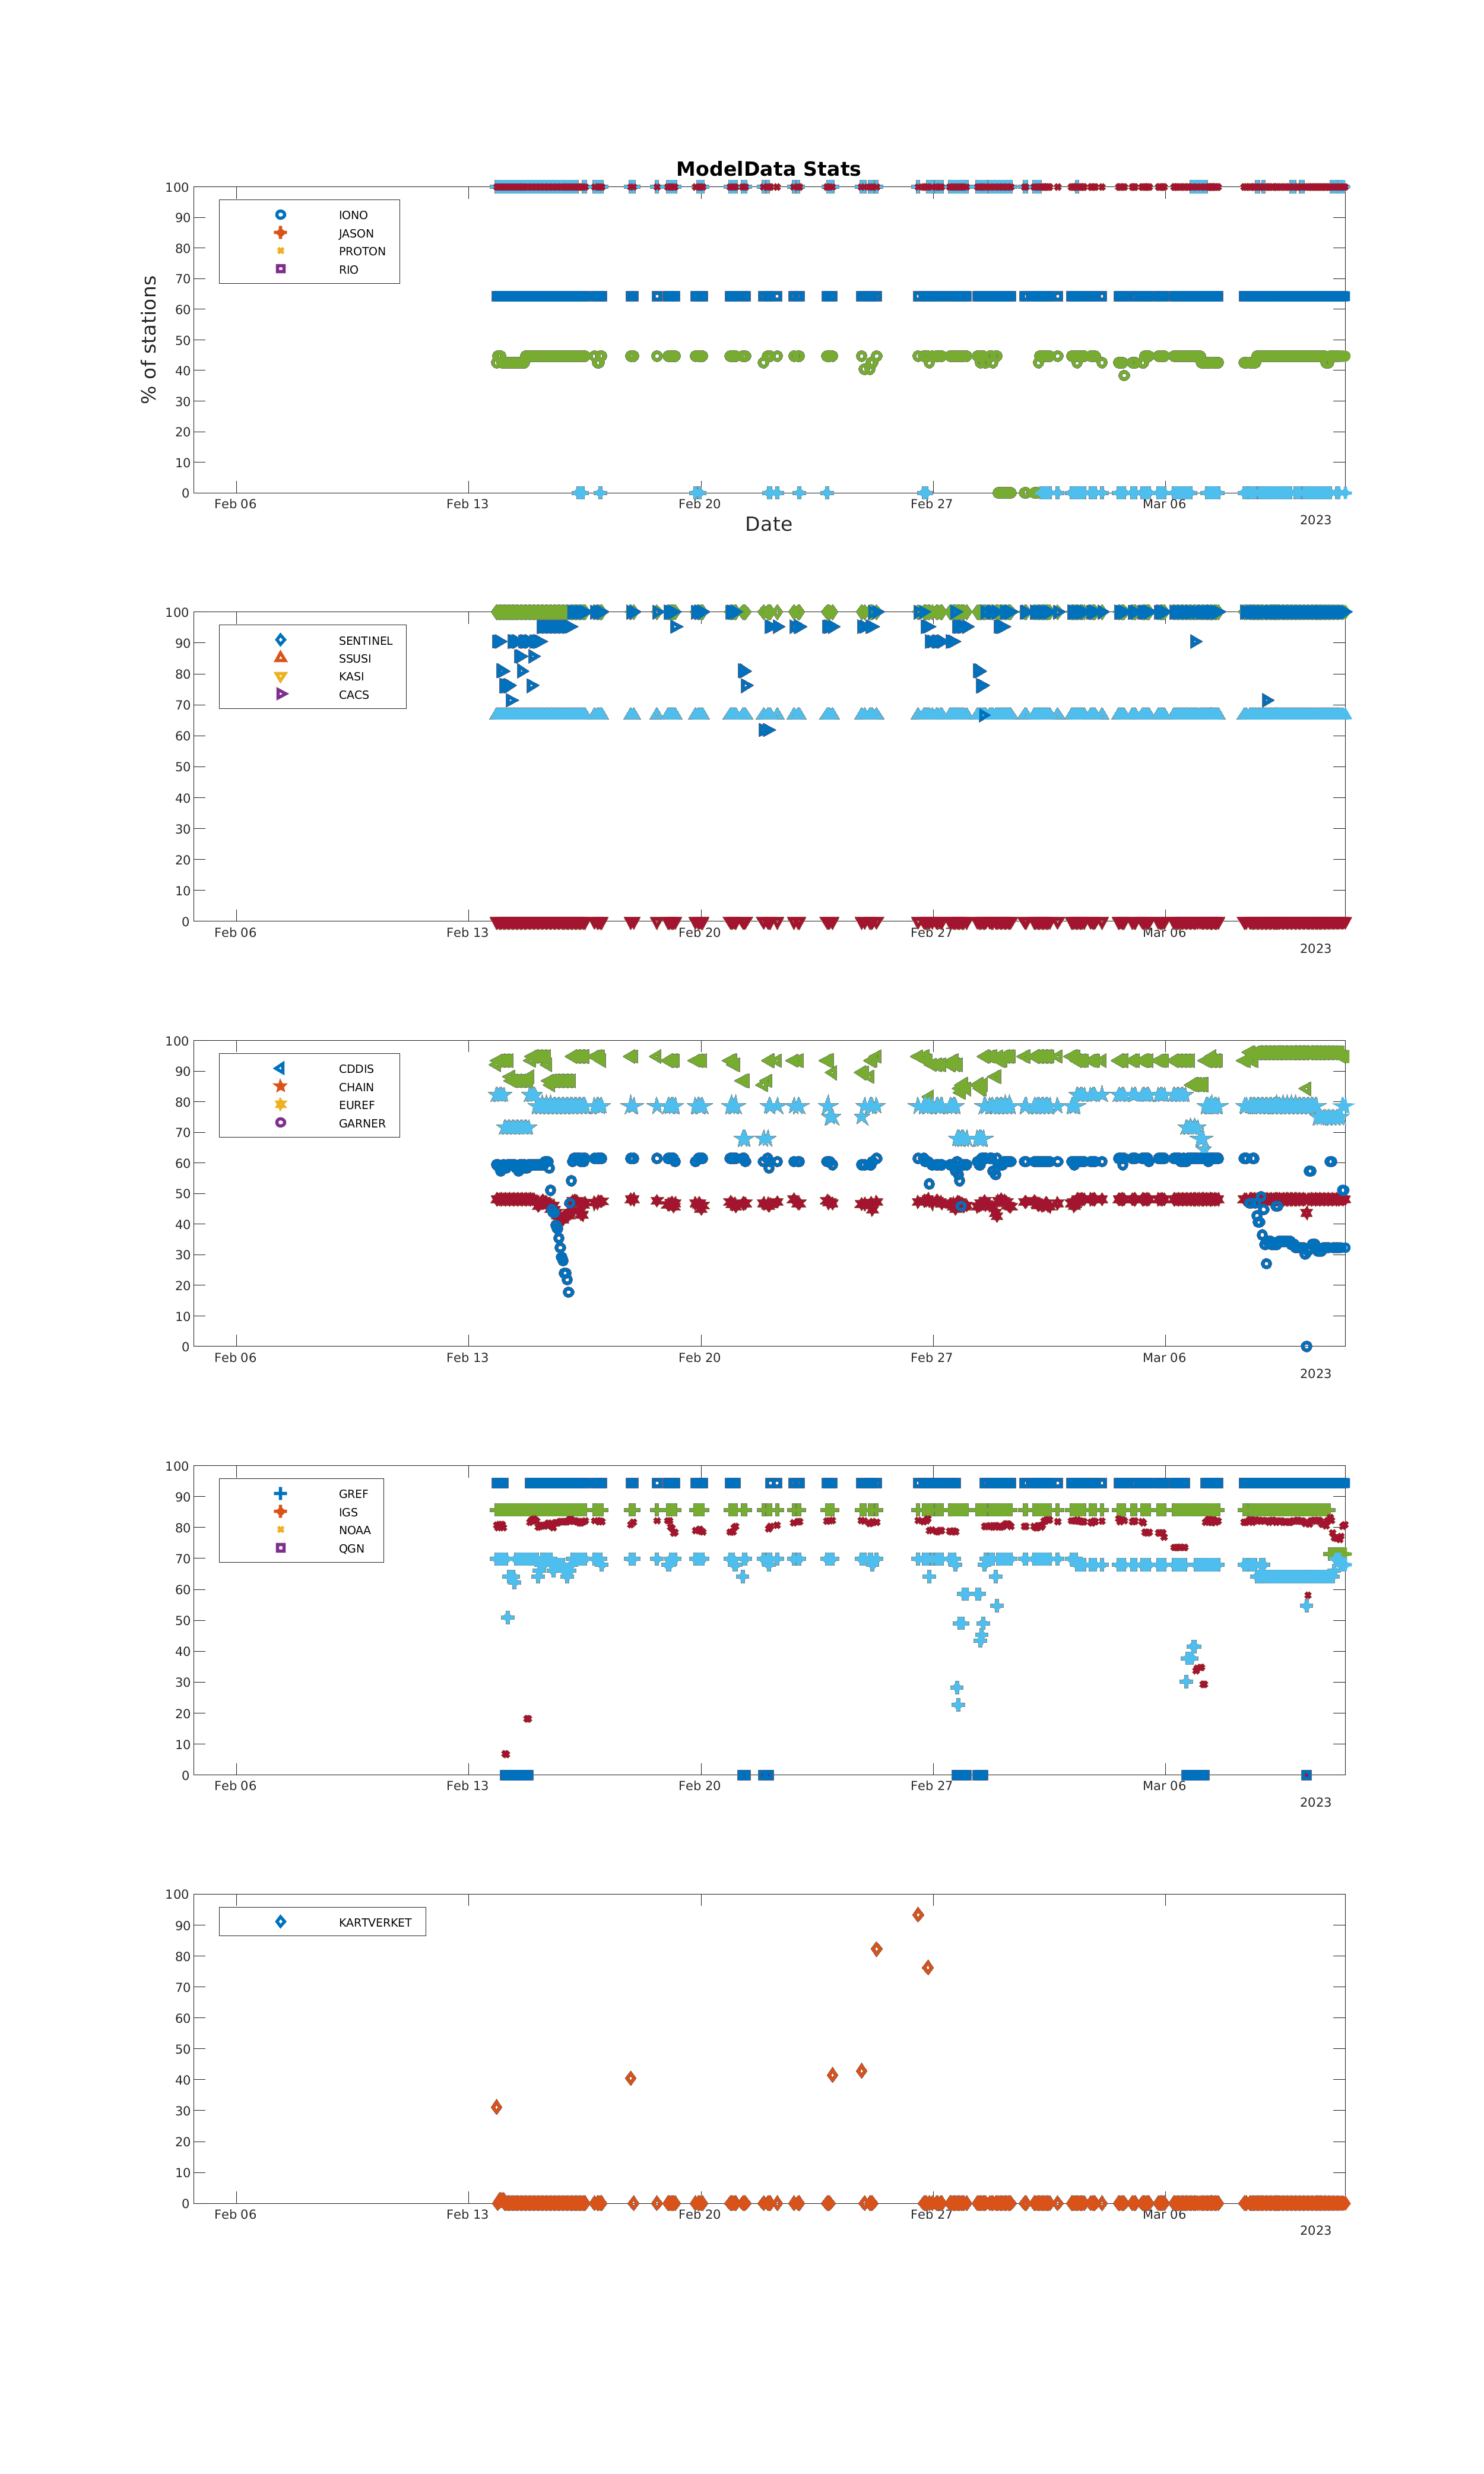 ModelData Stats
100
90
80
70
60
50
40
30
20
10
0
% of stations
IONO
JASON
PROTON
RIO
Feb 06
Feb 13
Feb 20
Feb 27
Mar 06
2023
Date
100
90
80
70
60
50
40
30
20
10
0
SENTINEL
SSUSI
KASI
CACS
Feb 06
Feb 13
Feb 20
Feb 27
Mar 06
2023
100
90
80
70
60
50
40
30
20
10
0
CDDIS
CHAIN
EUREF
GARNER
Feb 06
Feb 13
Feb 20
Feb 27
Mar 06
2023
100
90
80
70
60
50
40
30
20
10
0
GREF
IGS
NOAA
QGN
Feb 06
Feb 13
Feb 20
Feb 27
Mar 06
2023
100
90
80
70
60
50
40
30
20
10
0
KARTVERKET
Feb 06
Feb 13
Feb 20
Feb 27
Mar 06
2023